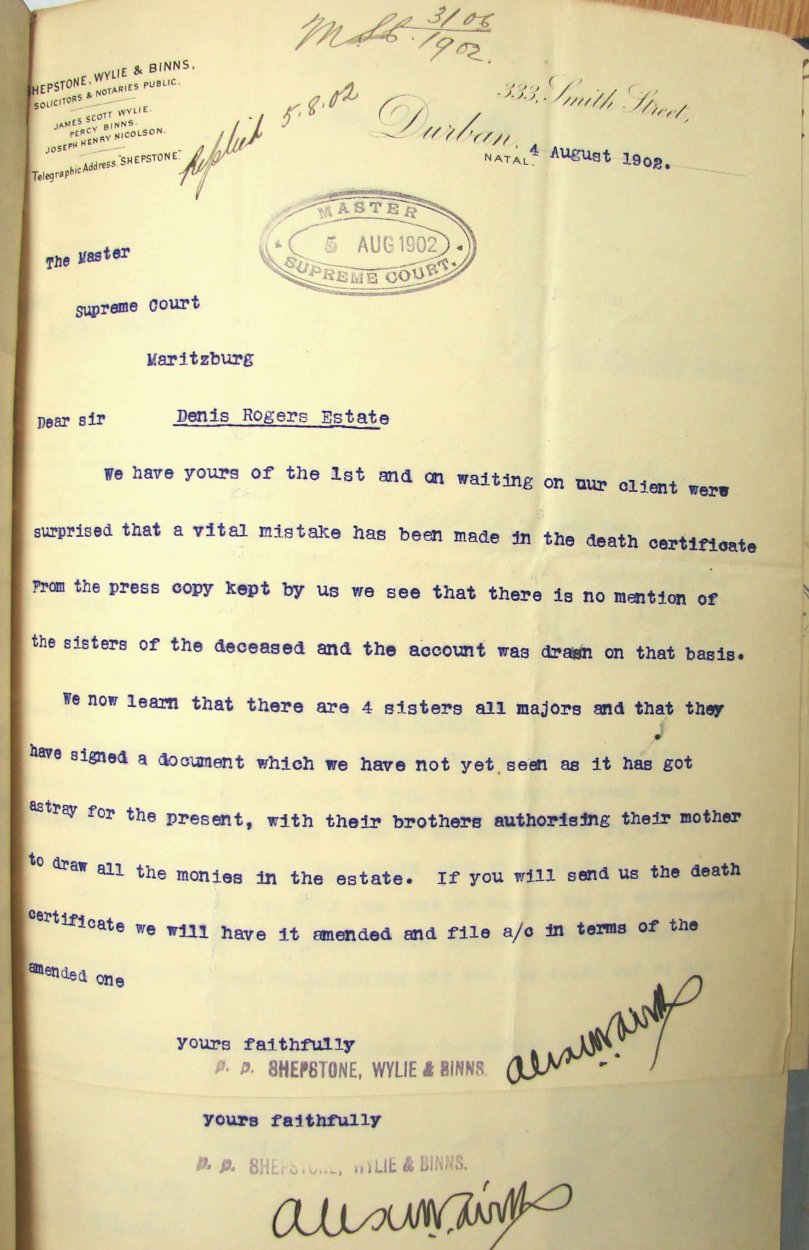 MSC. 3106/1902.
SHEPSTONE, WYLIE & BINNS,
SOLICITORS & NOTARIES PUBLIC.
JAMES SCOTT WYLIE.
PERCY BINNS.
JOSEPH HENRY NICOLSON.
Telegraphic Address, "SHEPSTONE."
Replied 5.8.02
333, Smith Street,
Durban,
NATAL. 4 August 1902.
MASTER
5 AUG 1902
SUPREME COURT.
The Master
Supreme Court
Maritzburg
Dear sir Denis Rogers Estate
We have yours of the 1st and on waiting on our client were
surprised that a vital mistake has been made in the death certificate
From the press copy kept by us we see that there is no mention of
the sisters of the deceased and the account was drawn on that basis.
We now learn that there are 4 sisters all majors and that they
have signed a document which we have not yet seen as it has got
astray for the present, with their brothers authorising their mother
to draw all the monies in the estate. If you will send us the death
certificate we will have it amended and file a/c in terms of the
amended one
yours faithfully
p. p. SHEPSTONE, WYLIE & BINNS.
yours faithfully
p. p. SHEPSTONE, WYLIE & BINNS.